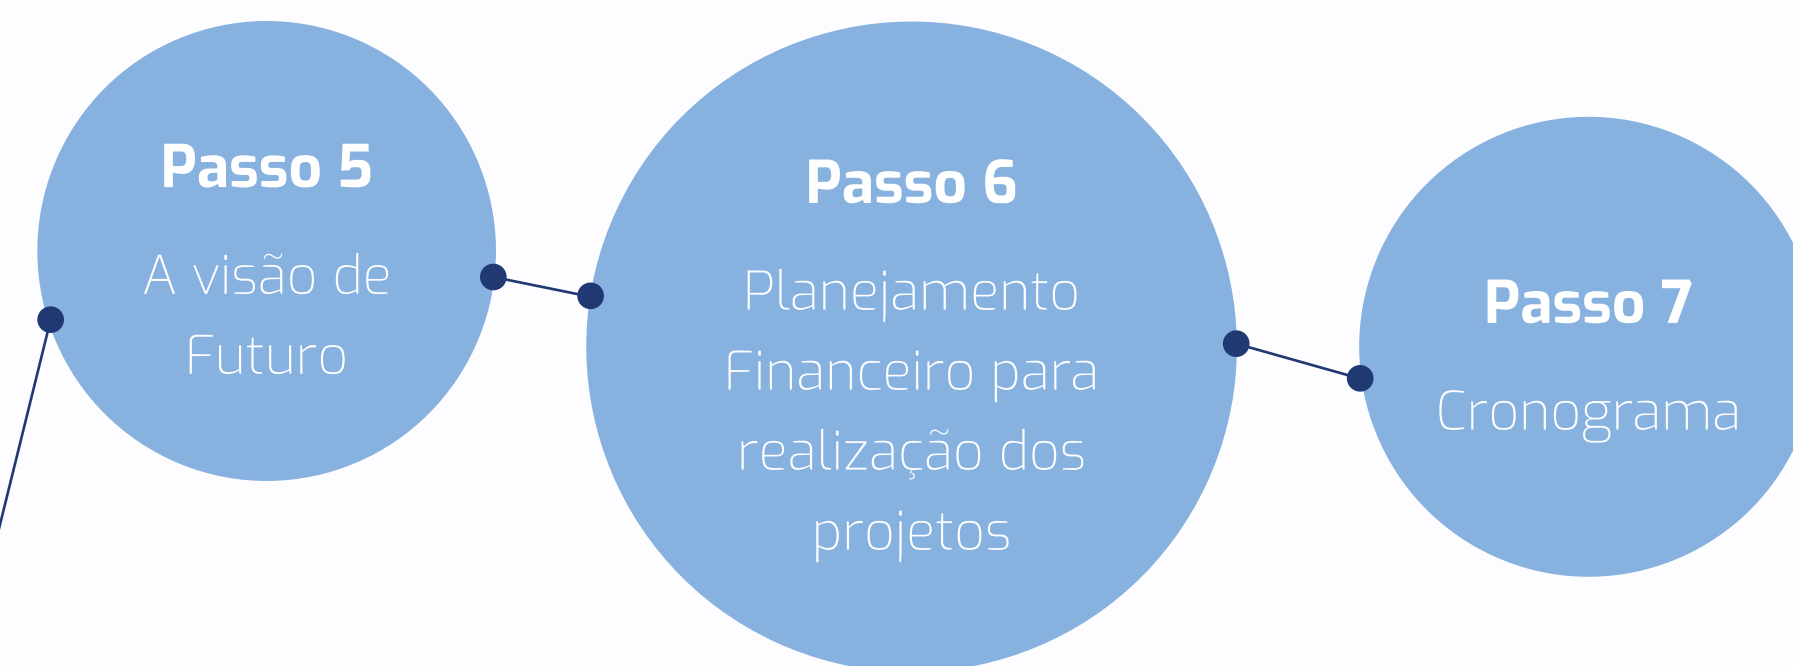 Passo 5
A visão de
Futuro
Passo 6
Planejamento
Financeiro para
realização dos
projetos
Passo 7
Cronograma